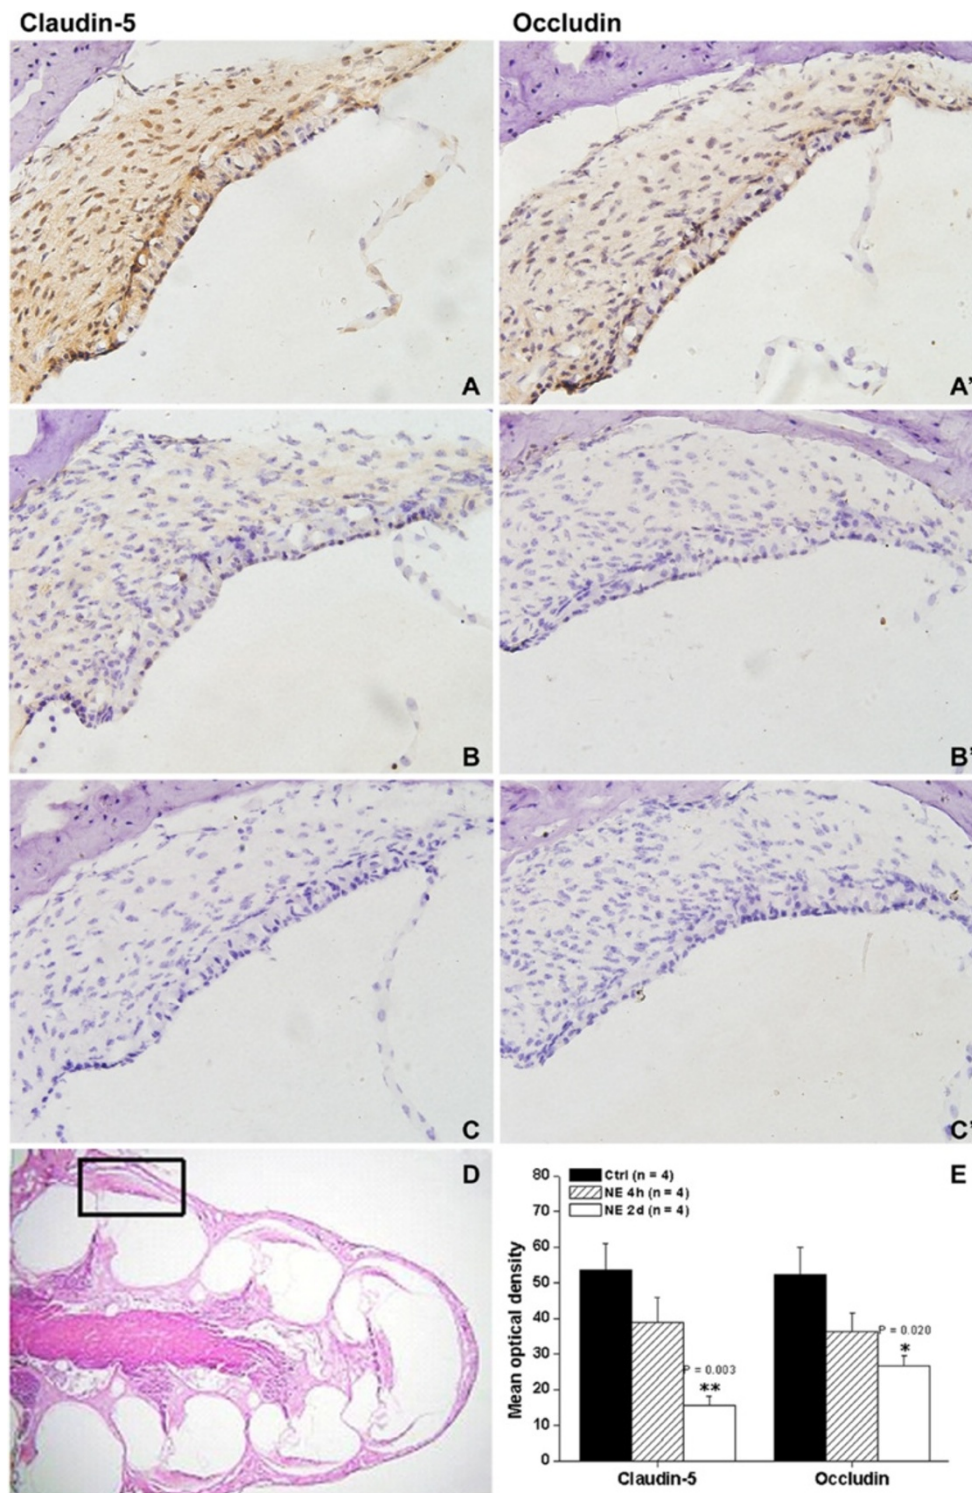 Claudin-5
Occludin
A
A'
B
B'
C
C'
D
E
80
70
60
50
40
30
20
10
0
Mean optical density
Ctrl (n = 4)
NE 4h (n = 4)
NE 2d (n = 4)
P = 0.003
**
P = 0.020
*
Claudin-5
Occludin